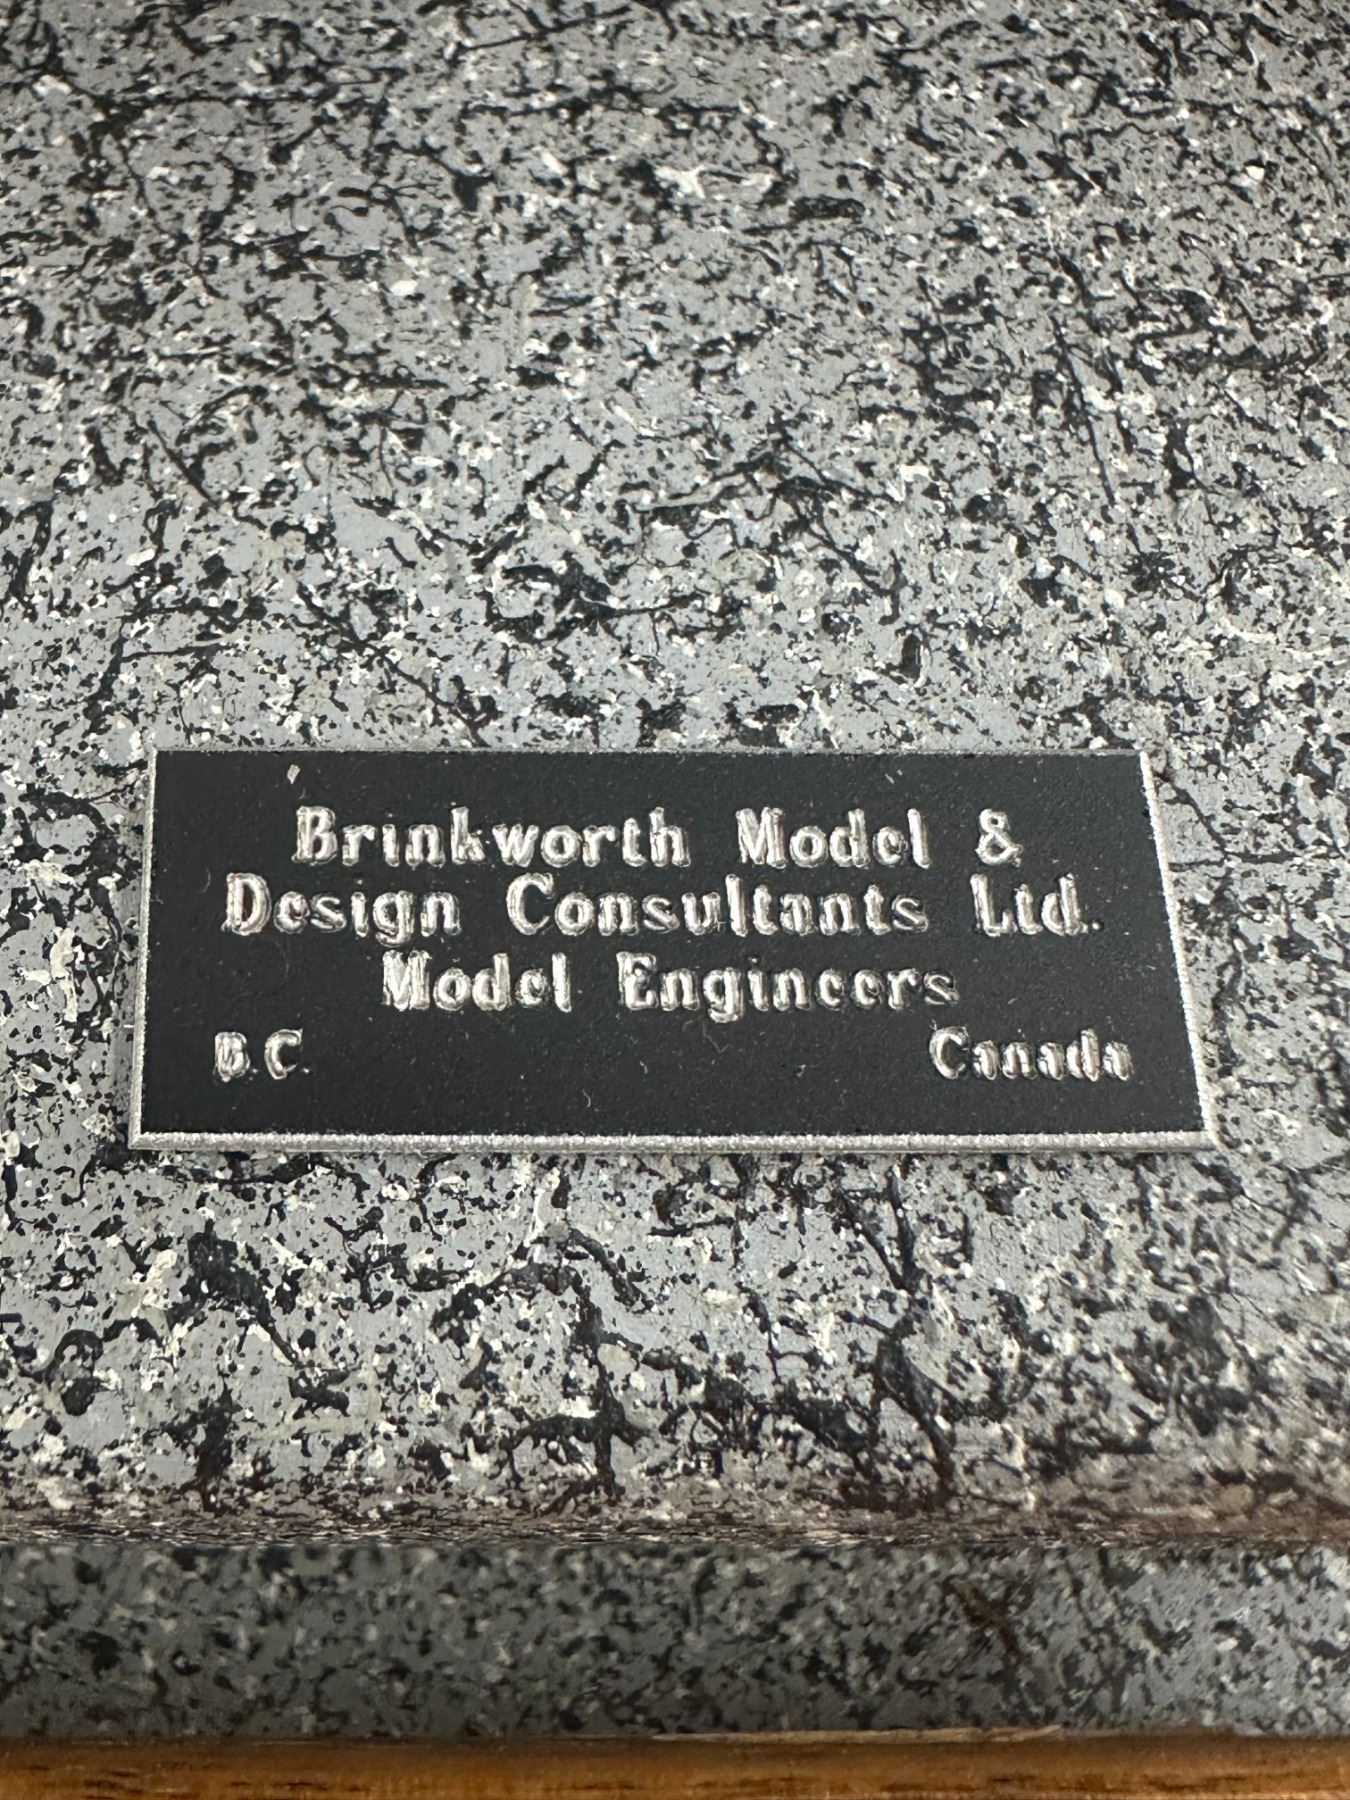 Brinkworth Model &
Design Consultants Ltd.
Model Engineers
B.C. Canada